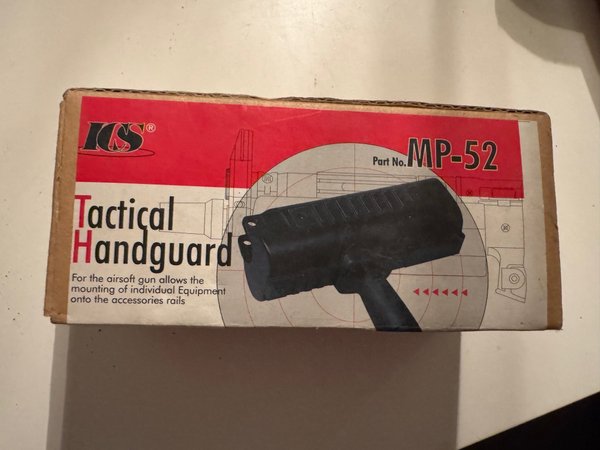 ICS®
Part No. MP-52
Tactical
Handguard
For the airsoft gun allows the
mounting of individual Equipment
onto the accessories rails